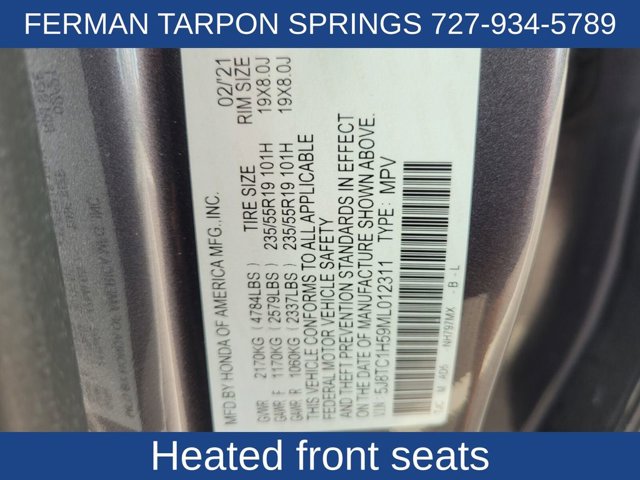 FERMAN TARPON SPRINGS 727-934-5789
MFD.BY HONDA OF AMERICA MFG.,INC. 02/'21
TIRE SIZE RIM SIZE
GVWR 2170KG (4784LBS)
GAWR F 1170KG (2579LBS) 235/55R19 101H 19X8.0J
GAWR R 1060KG (2337LBS) 235/55R19 101H 19X8.0J
THIS VEHICLE CONFORMS TO ALL APPLICABLE
FEDERAL MOTOR VEHICLE SAFETY
AND THEFT PREVENTION STANDARDS IN EFFECT
ON THE DATE OF MANUFACTURE SHOWN ABOVE.
VIN: 5J8TC1H59ML012311 TYPE: MPV
TJC M A06 NH797MX - B - L
Heated front seats